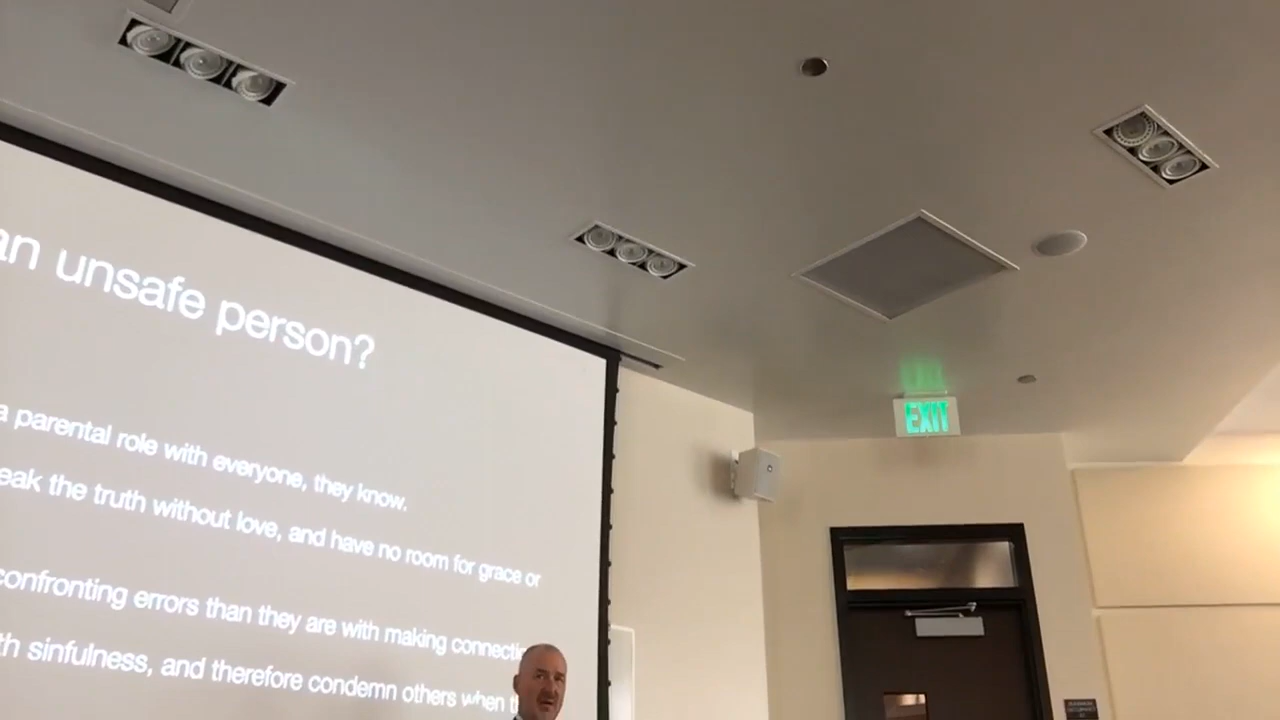 an unsafe person?
a parental role with everyone, they know.
eak the truth without love, and have no room for grace or
confronting errors than they are with making connectio
th sinfulness, and therefore condemn others when t
EXIT